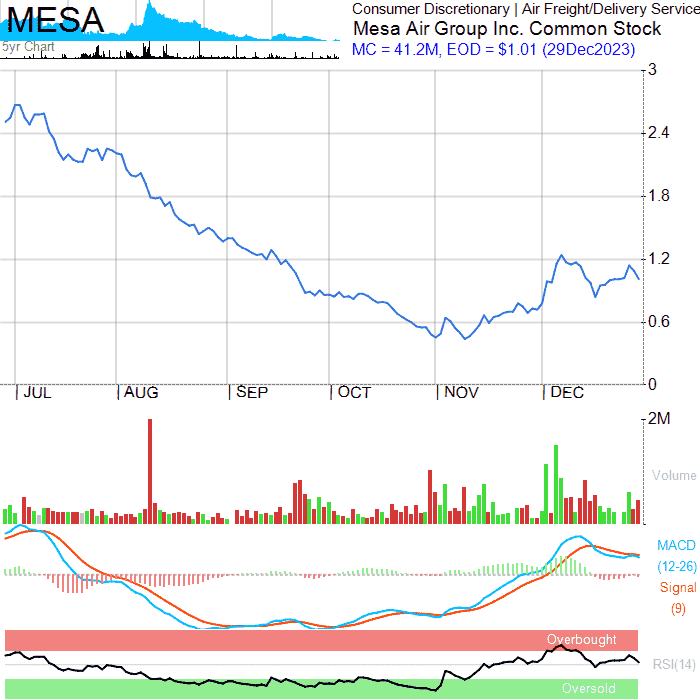 MESA
5yr Chart
Consumer Discretionary | Air Freight/Delivery Service
Mesa Air Group Inc. Common Stock
MC = 41.2M, EOD = $1.01 (29Dec2023)
3
2.4
1.8
1.2
0.6
0
|JUL |AUG |SEP |OCT |NOV |DEC
2M
Volume
MACD
(12-26)
Signal
(9)
Overbought
RSI(14)
Oversold